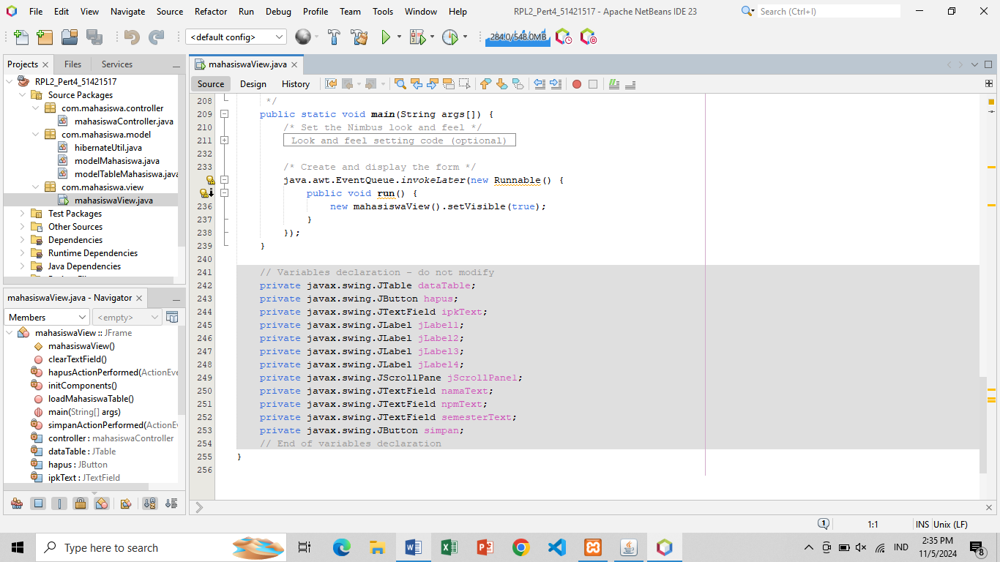 File Edit View Navigate Source Refactor Run Debug Profile Team Tools Window Help RPL2_Pert4_51421517 - Apache NetBeans IDE 23 Search (Ctrl+I)
<default config> 284.0/548.0MB
Projects Files Services
RPL2_Pert4_51421517
Source Packages
com.mahasiswa.controller
mahasiswaController.java
com.mahasiswa.model
hibernateUtil.java
modelMahasiswa.java
modelTableMahasiswa.java
com.mahasiswa.view
mahasiswaView.java
Test Packages
Other Sources
Dependencies
Runtime Dependencies
Java Dependencies
mahasiswaView.java - Navigator
Members <empty>
mahasiswaView :: JFrame
mahasiswaView()
clearTextField()
hapusActionPerformed(ActionEve
initComponents()
loadMahasiswaTable()
main(String[] args)
simpanActionPerformed(ActionEv
controller : mahasiswaController
dataTable : JTable
hapus : JButton
ipkText : JTextField
mahasiswaView.java
Source Design History
208 */
209 public static void main(String args[]) {
210 /* Set the Nimbus look and feel */
211 Look and feel setting code (optional)
232
233 /* Create and display the form */
java.awt.EventQueue.invokeLater(new Runnable() {
public void run() {
236 new mahasiswaView().setVisible(true);
237 }
238 });
239 }
240
241 // Variables declaration - do not modify
242 private javax.swing.JTable dataTable;
243 private javax.swing.JButton hapus;
244 private javax.swing.JTextField ipkText;
245 private javax.swing.JLabel jLabel1;
246 private javax.swing.JLabel jLabel2;
247 private javax.swing.JLabel jLabel3;
248 private javax.swing.JLabel jLabel4;
249 private javax.swing.JScrollPane jScrollPane1;
250 private javax.swing.JTextField namaText;
251 private javax.swing.JTextField npmText;
252 private javax.swing.JTextField semesterText;
253 private javax.swing.JButton simpan;
254 // End of variables declaration
255 }
256
1 1:1 INS Unix (LF)
Type here to search IND 2:35 PM
11/5/2024 8